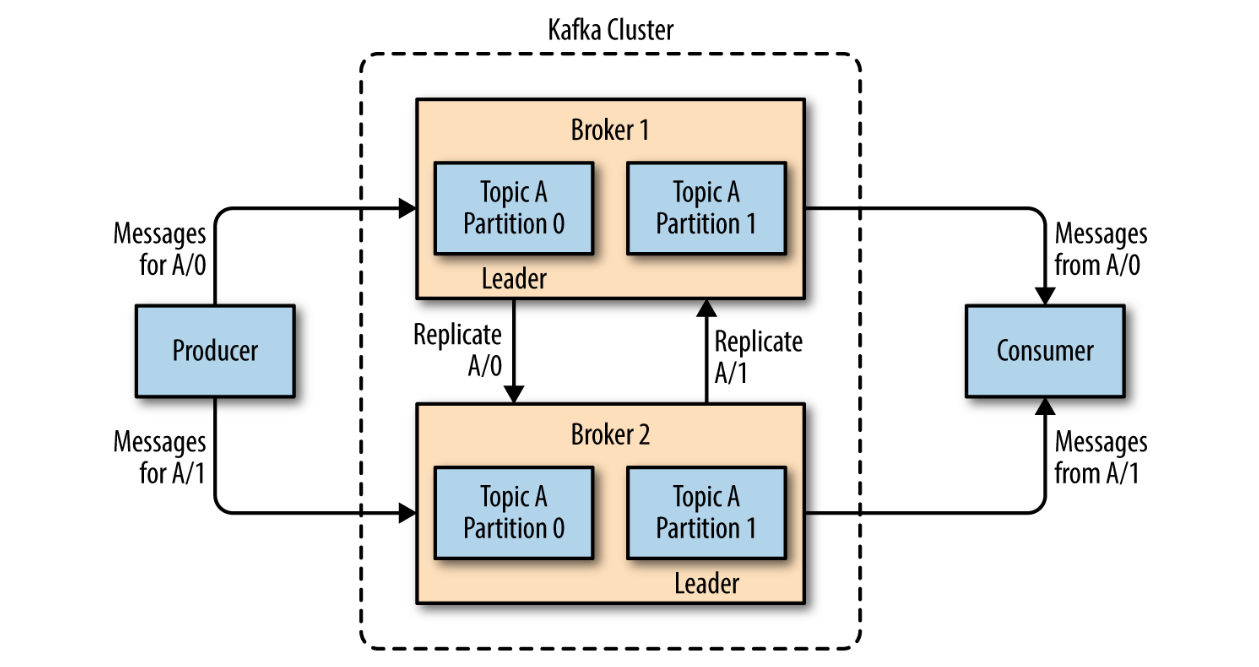 Kafka Cluster
Broker 1
Topic A
Partition 0
Topic A
Partition 1
Leader
Messages
for A/0
Messages
from A/0
Producer
Replicate
A/0
Replicate
A/1
Consumer
Messages
for A/1
Messages
from A/1
Broker 2
Topic A
Partition 0
Topic A
Partition 1
Leader